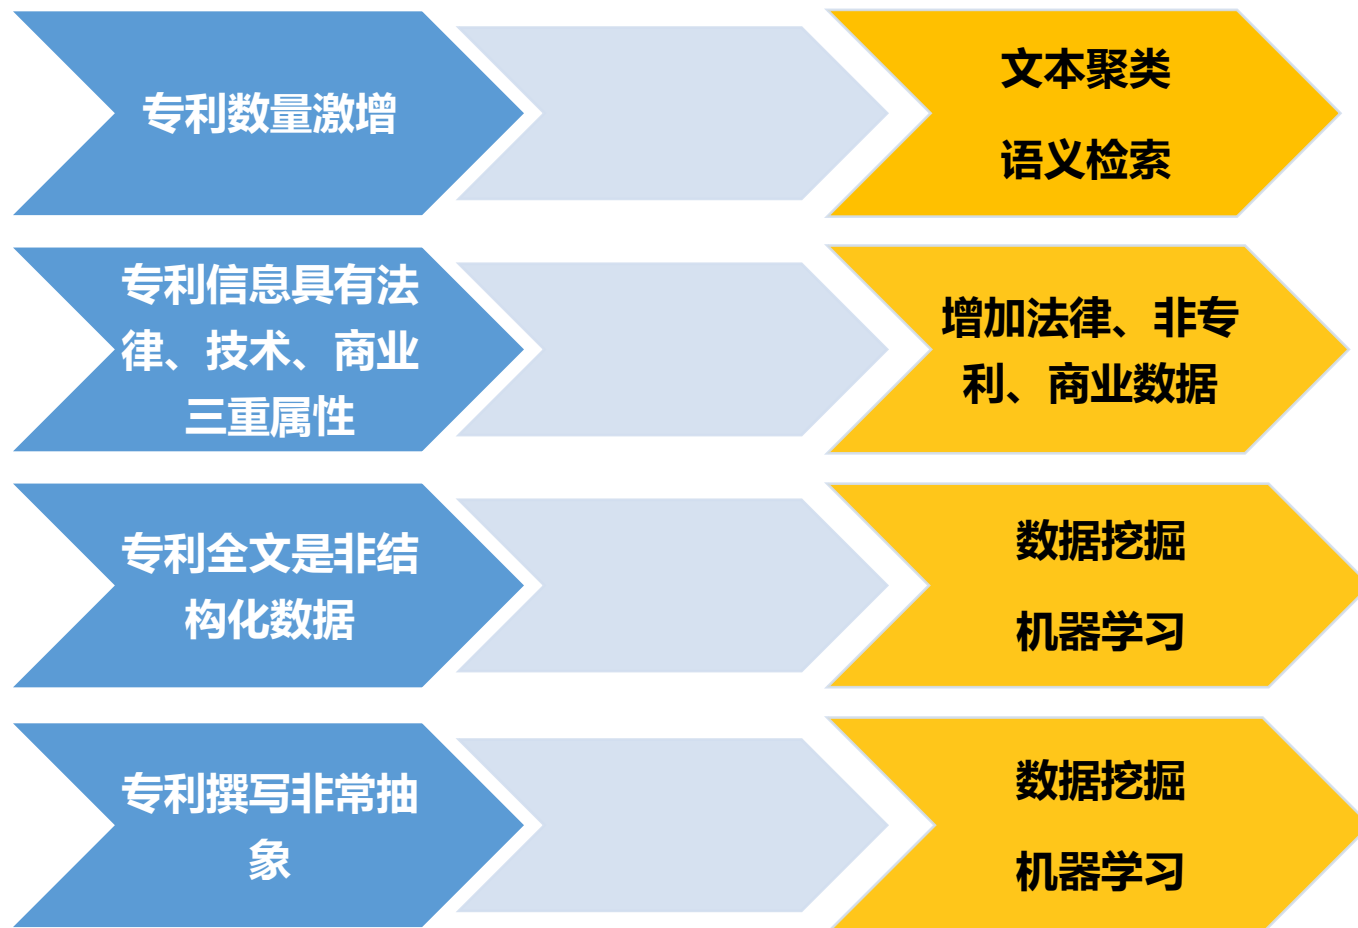 专利数量激增
文本聚类
语义检索
专利信息具有法
律、技术、商业
三重属性
增加法律、非专
利、商业数据
专利全文是非结
构化数据
数据挖掘
机器学习
专利撰写非常抽
象
数据挖掘
机器学习